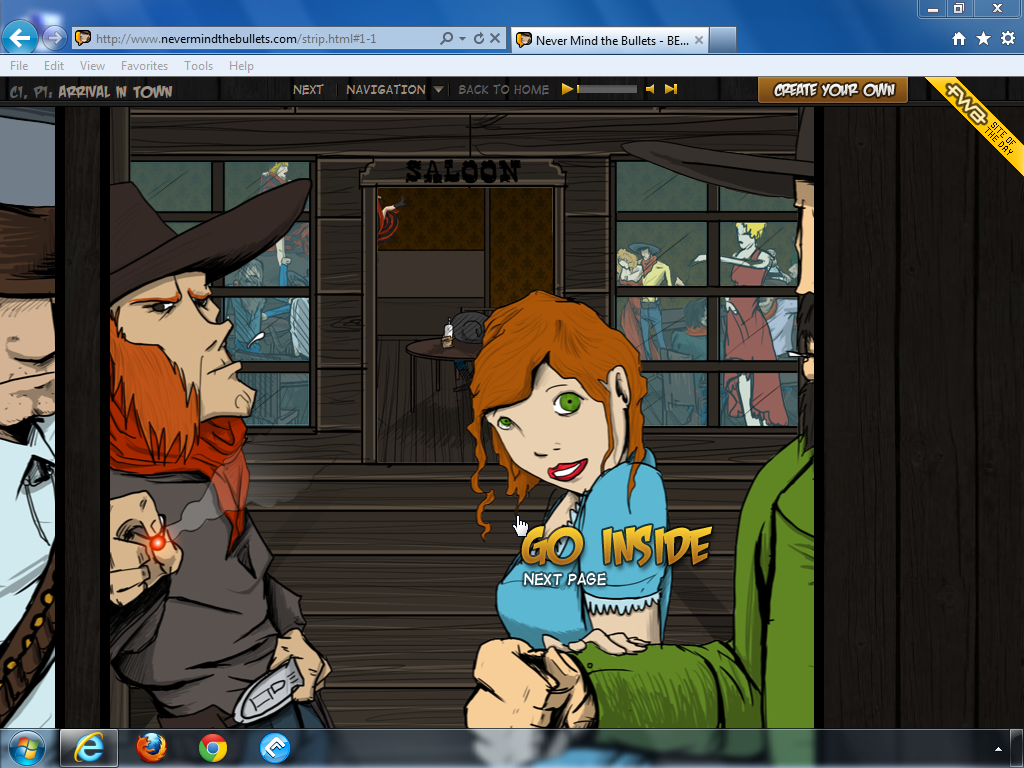 http://www.nevermindthebullets.com/strip.html#1-1
Never Mind the Bullets - BE...
File Edit View Favorites Tools Help
C1, P1: ARRIVAL IN TOWN
NEXT
NAVIGATION
BACK TO HOME
CREATE YOUR OWN
FWA
SITE OF
THE DAY
SALOON
GO INSIDE
NEXT PAGE